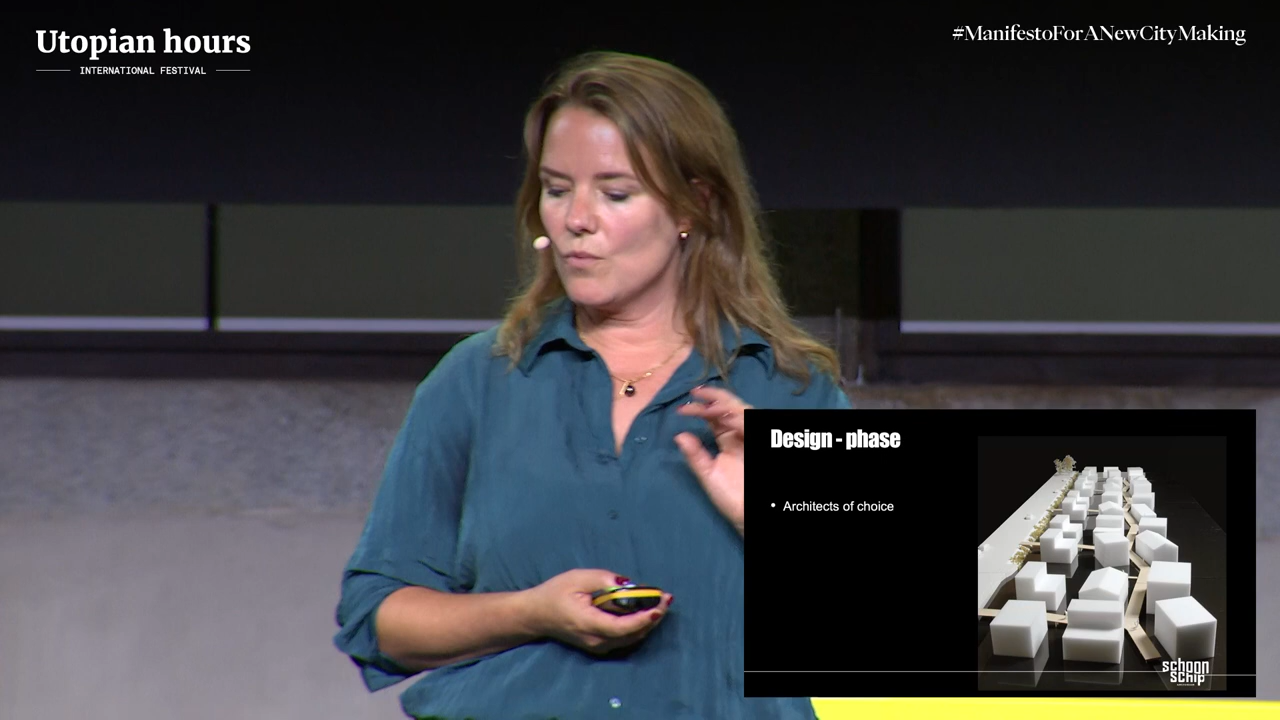 Utopian hours
INTERNATIONAL FESTIVAL
#ManifestoForANewCityMaking
Design - phase
• Architects of choice
schoon
schip